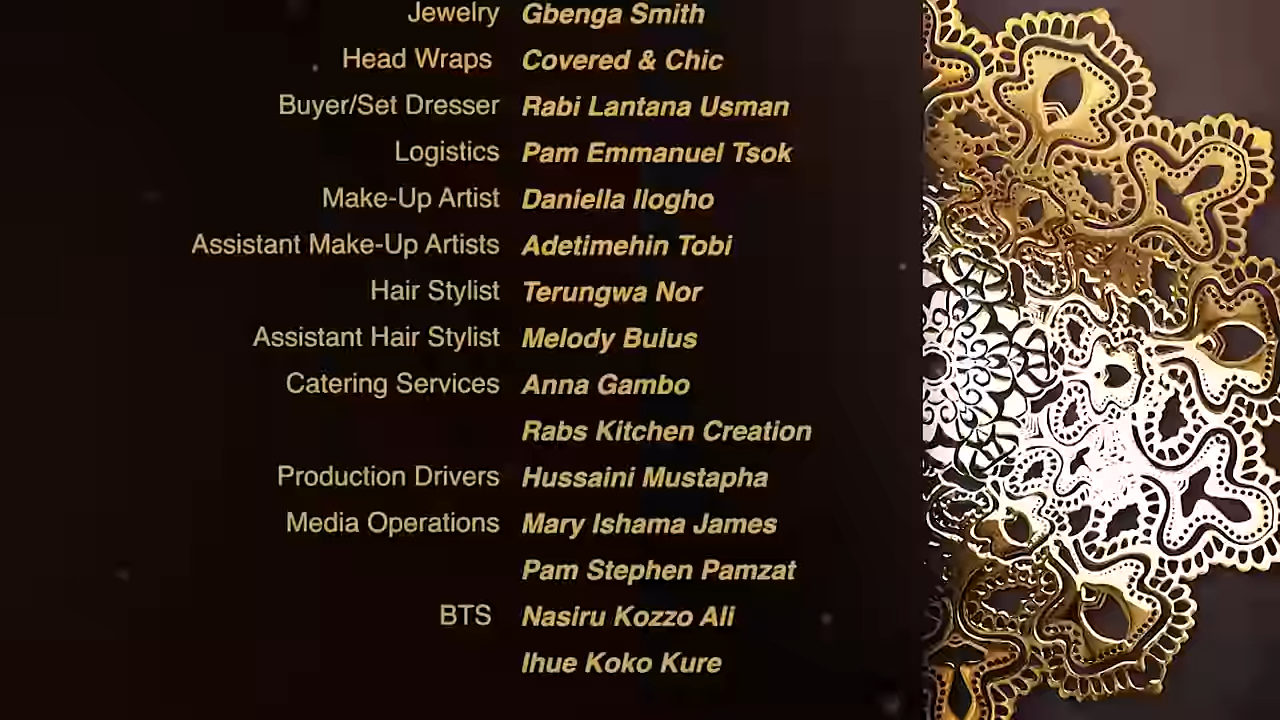 Jewelry Gbenga Smith
Head Wraps Covered & Chic
Buyer/Set Dresser Rabi Lantana Usman
Logistics Pam Emmanuel Tsok
Make-Up Artist Daniella Ilogho
Assistant Make-Up Artists Adetimehin Tobi
Hair Stylist Terungwa Nor
Assistant Hair Stylist Melody Bulus
Catering Services Anna Gambo
Rabs Kitchen Creation
Production Drivers Hussaini Mustapha
Media Operations Mary Ishama James
Pam Stephen Pamzat
BTS Nasiru Kozzo Ali
Ihue Koko Kure